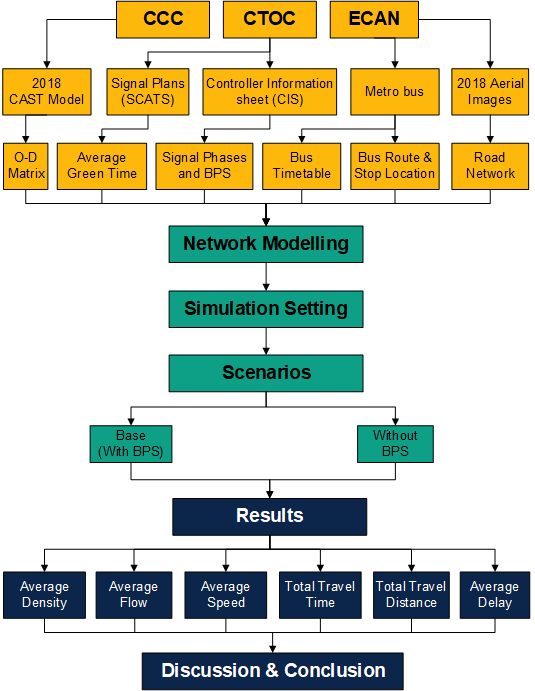 CCC
CTOC
ECAN
2018
CAST Model
Signal Plans
(SCATS)
Controller Information
sheet (CIS)
Metro bus
2018 Aerial
Images
O-D
Matrix
Average
Green Time
Signal Phases
and BPS
Bus
Timetable
Bus Route &
Stop Location
Road
Network
Network Modelling
Simulation Setting
Scenarios
Base
(With BPS)
Without
BPS
Results
Average
Density
Average
Flow
Average
Speed
Total Travel
Time
Total Travel
Distance
Average
Delay
Discussion & Conclusion